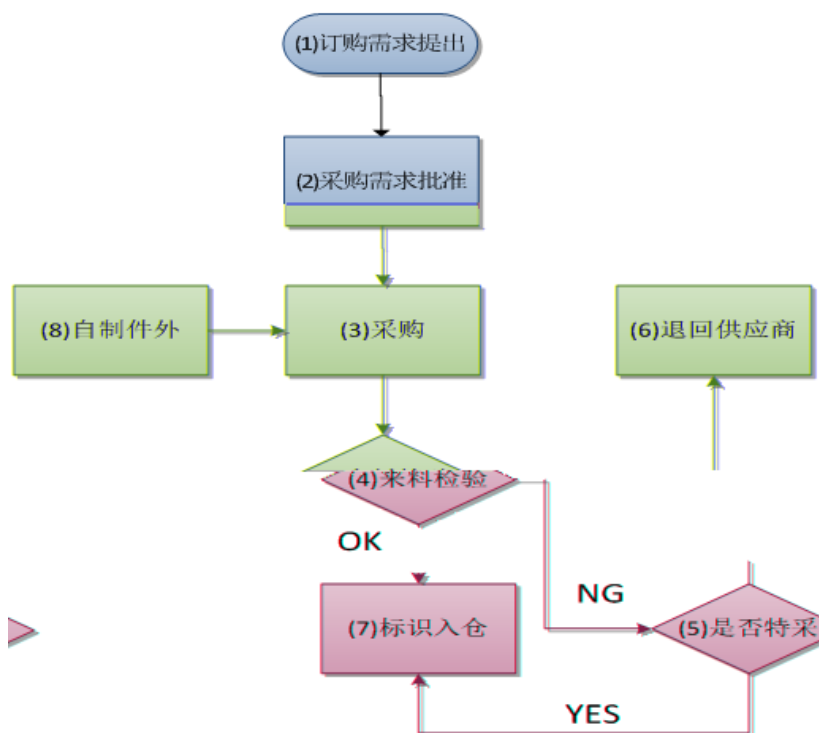 (1)订购需求提出
(2)采购需求批准
(8)自制件外
(3)采购
(6)退回供应商
(4)来料检验
OK
NG
(7)标识入仓
(5)是否特采
YES